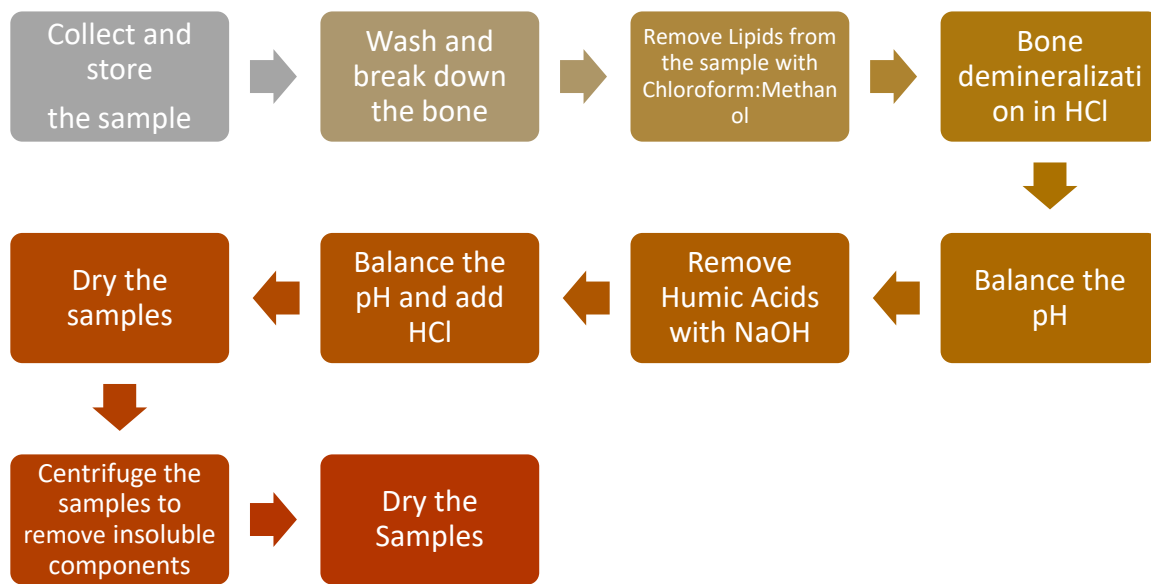 Collect and
store
the sample
Wash and
break down
the bone
Remove Lipids from
the sample with
Chloroform:Methan
ol
Bone
demineralizati
on in HCl
Balance the
pH
Remove
Humic Acids
with NaOH
Balance the
pH and add
HCl
Dry the
samples
Centrifuge the
samples to
remove insoluble
components
Dry the
Samples